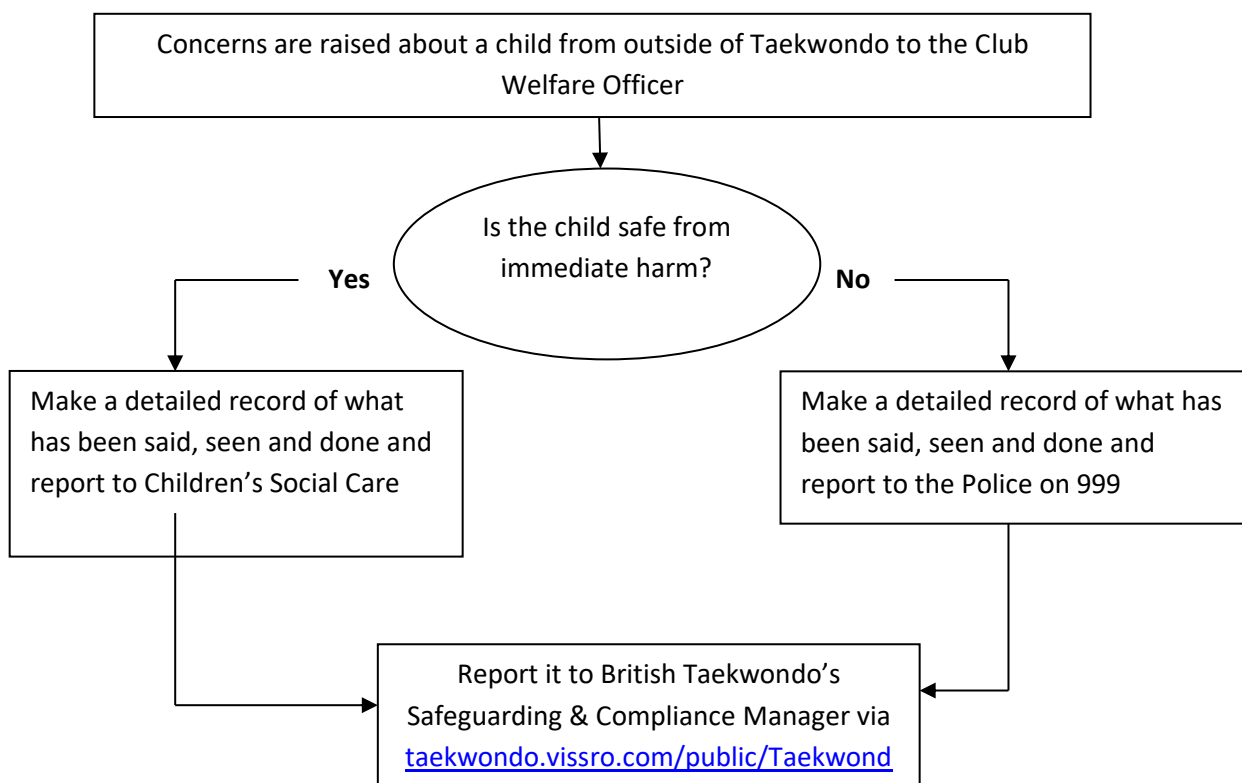 Concerns are raised about a child from outside of Taekwondo to the Club
Welfare Officer
Is the child safe from
immediate harm?
Yes
No
Make a detailed record of what
has been said, seen and done and
report to Children’s Social Care
Make a detailed record of what has
been said, seen and done and
report to the Police on 999
Report it to British Taekwondo’s
Safeguarding & Compliance Manager via
taekwondo.vissro.com/public/Taekwond